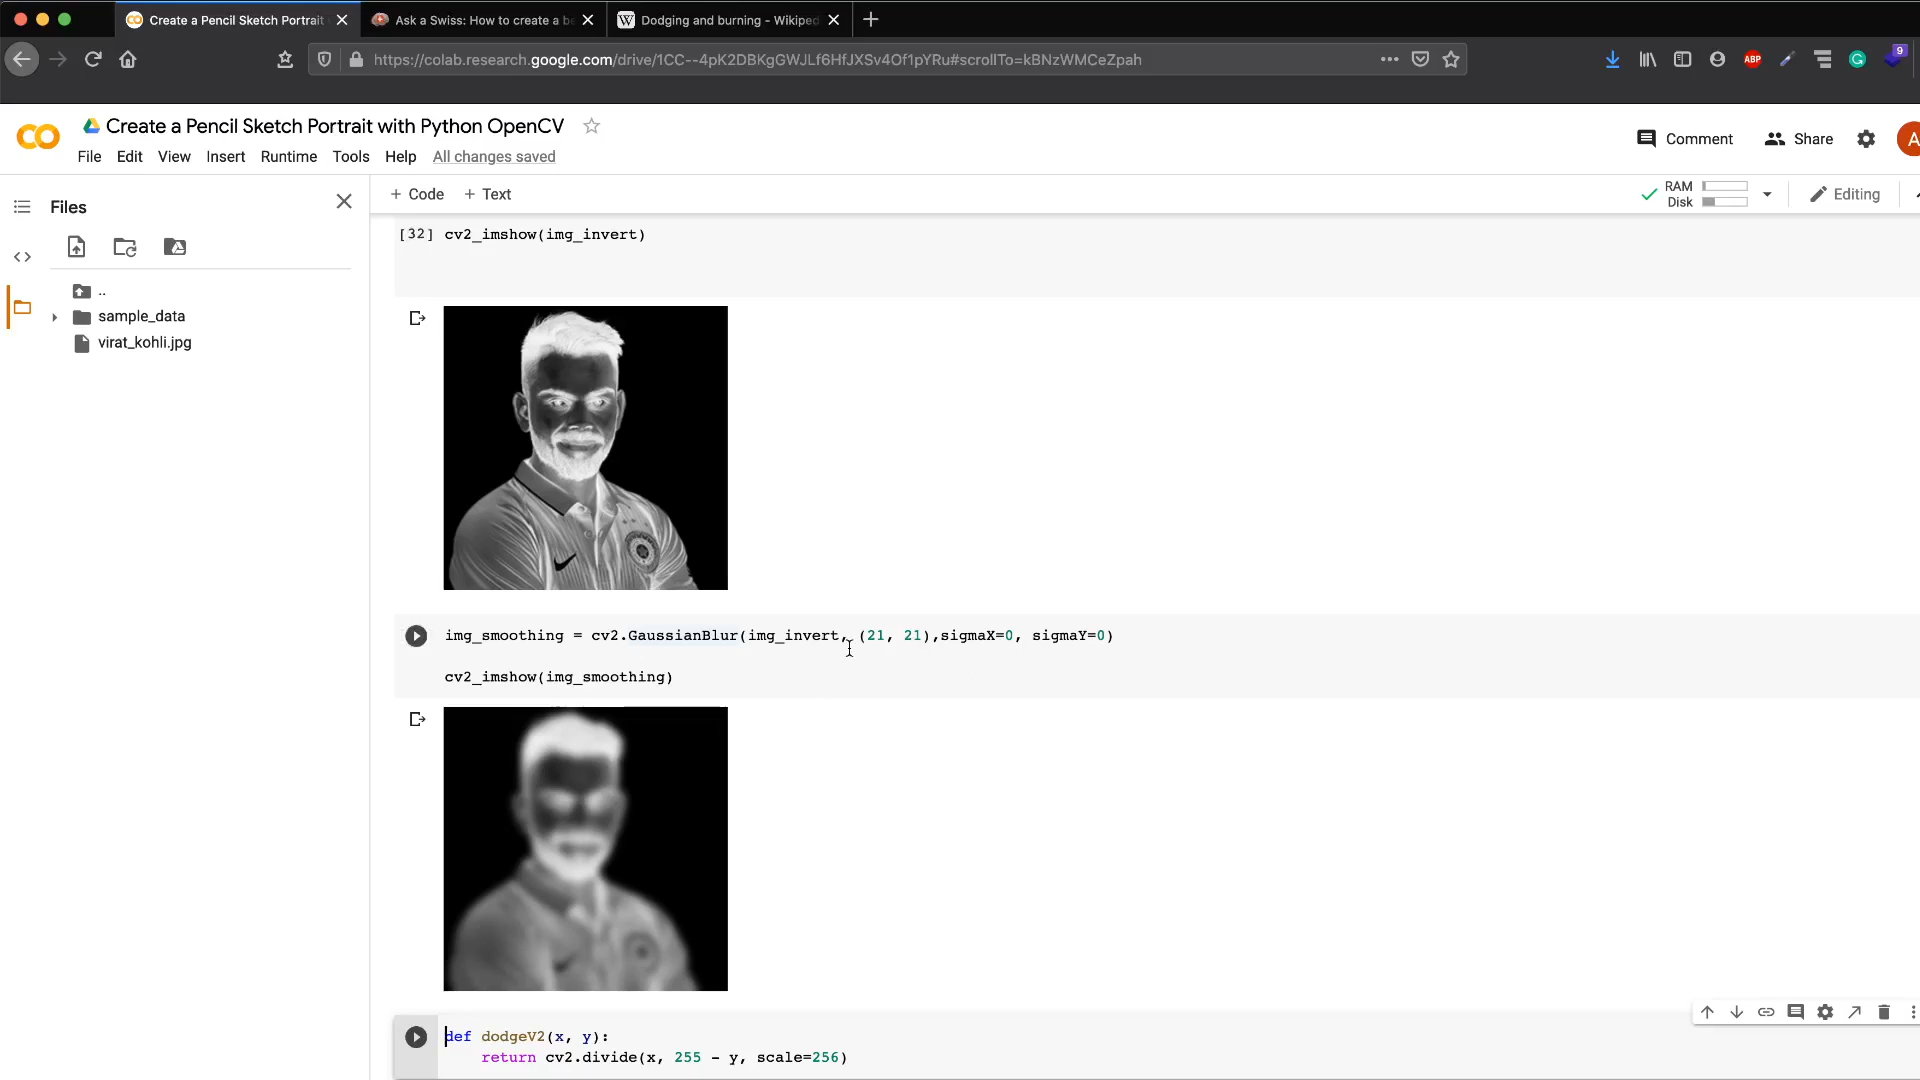 Create a Pencil Sketch Portrait
Ask a Swiss: How to create a be
Dodging and burning - Wikiped
https://colab.research.google.com/drive/1CC--4pK2DBKgGWJLf6HfJXSv4Of1pYRu#scrollTo=kBNzWMCeZpah
ABP
9
Create a Pencil Sketch Portrait with Python OpenCV
File Edit View Insert Runtime Tools Help All changes saved
Comment
Share
A
Files
+ Code + Text
RAM
Disk
Editing
..
sample_data
virat_kohli.jpg
[32] cv2_imshow(img_invert)
img_smoothing = cv2.GaussianBlur(img_invert, (21, 21),sigmaX=0, sigmaY=0)
cv2_imshow(img_smoothing)
def dodgeV2(x, y):
return cv2.divide(x, 255 - y, scale=256)